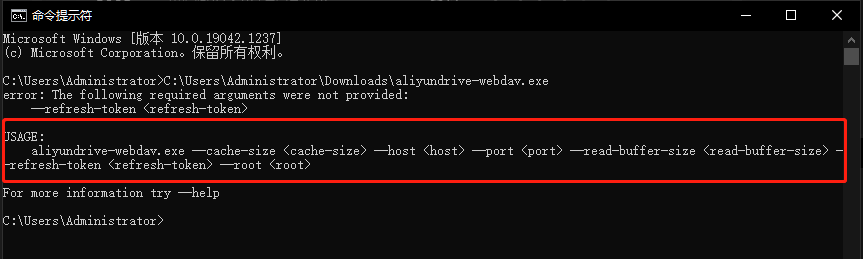 命令提示符
Microsoft Windows [版本 10.0.19042.1237]
(c) Microsoft Corporation。保留所有权利。
C:\Users\Administrator>C:\Users\Administrator\Downloads\aliyundrive-webdav.exe
error: The following required arguments were not provided:
    --refresh-token <refresh-token>
USAGE:
    aliyundrive-webdav.exe --cache-size <cache-size> --host <host> --port <port> --read-buffer-size <read-buffer-size> -
-refresh-token <refresh-token> --root <root>
For more information try --help
C:\Users\Administrator>